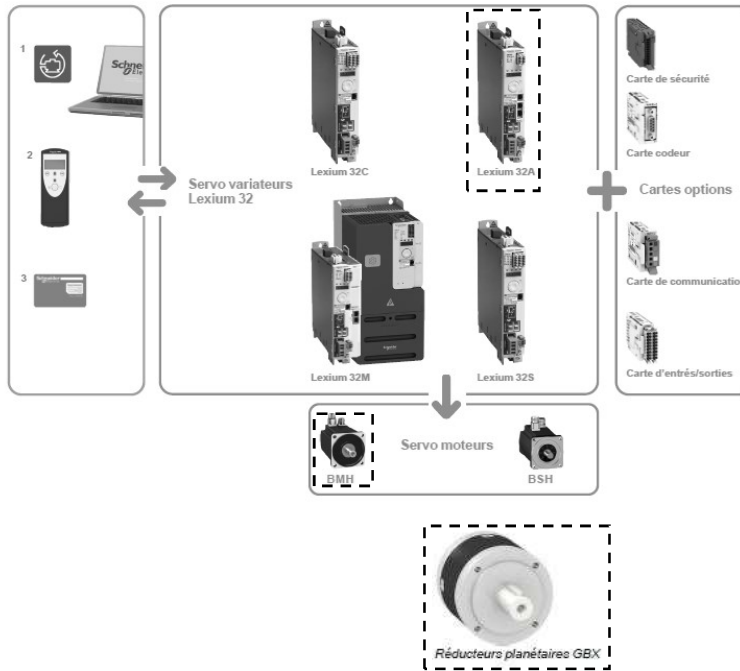 1
Schne
Ele
2
3
Servo variateurs
Lexium 32
Lexium 32C
Lexium 32A
Lexium 32M
Lexium 32S
Carte de sécurité
Carte codeur
Cartes options
Carte de communicatio
Carte d'entrés/sorties
Servo moteurs
BMH
BSH
Réducteurs planétaires GBX